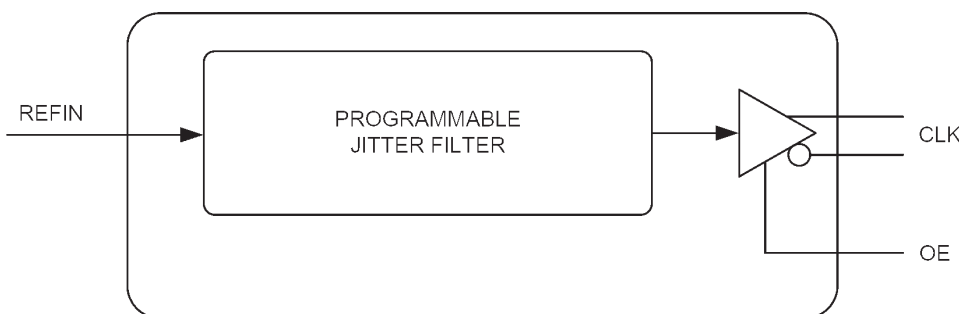 REFIN
PROGRAMMABLE
JITTER FILTER
CLK
OE